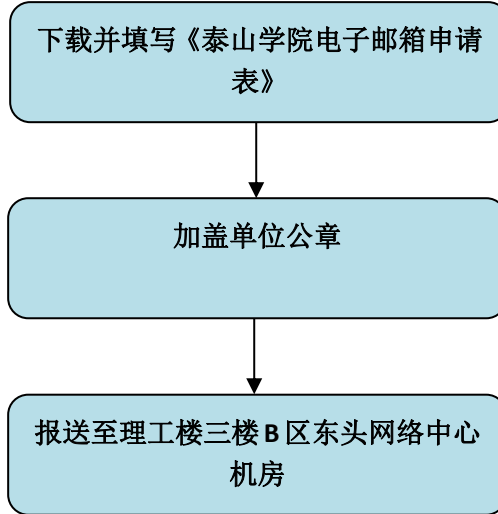 下载并填写《泰山学院电子邮箱申请
表》
加盖单位公章
报送至理工楼三楼B区东头网络中心
机房